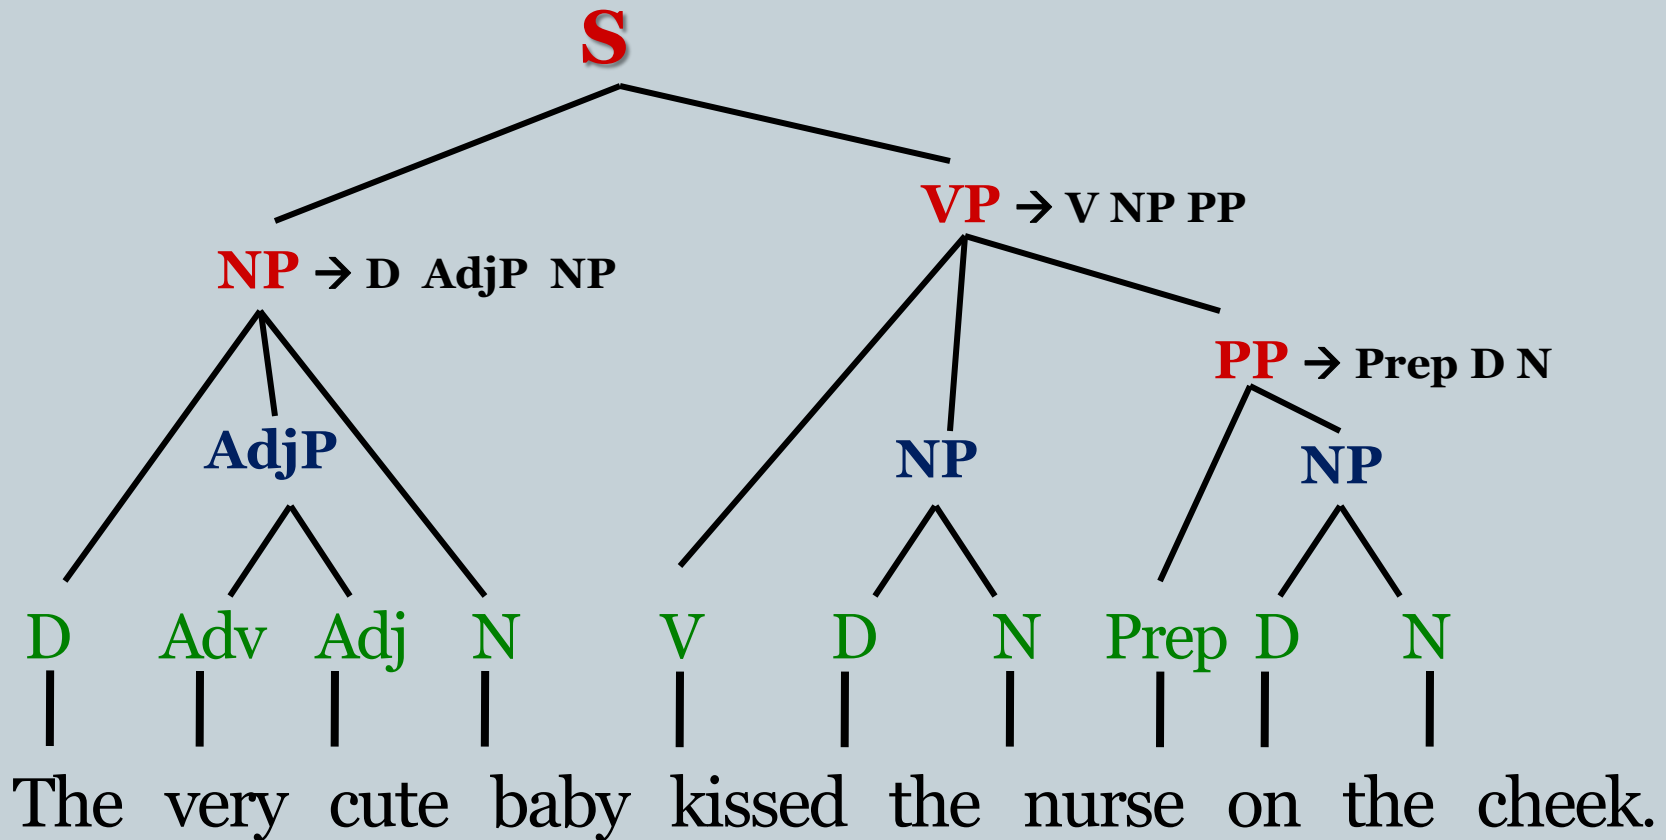 S
VP → V NP PP
NP → D AdjP NP
PP → Prep D N
AdjP NP NP
D Adv Adj N V D N Prep D N
The very cute baby kissed the nurse on the cheek.